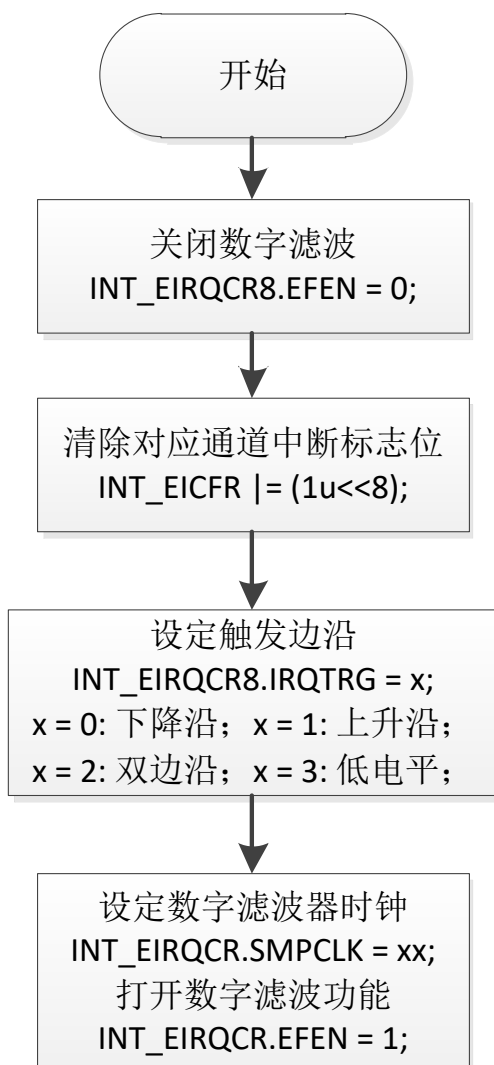 开始
关闭数字滤波
INT_EIRQCR8.EFEN = 0;
清除对应通道中断标志位
INT_EICFR |= (1u<<8);
设定触发边沿
INT_EIRQCR8.IRQTRG = x;
x = 0: 下降沿；x = 1: 上升沿；
x = 2: 双边沿；x = 3: 低电平；
设定数字滤波器时钟
INT_EIRQCR.SMPCLK = xx;
打开数字滤波功能
INT_EIRQCR.EFEN = 1;